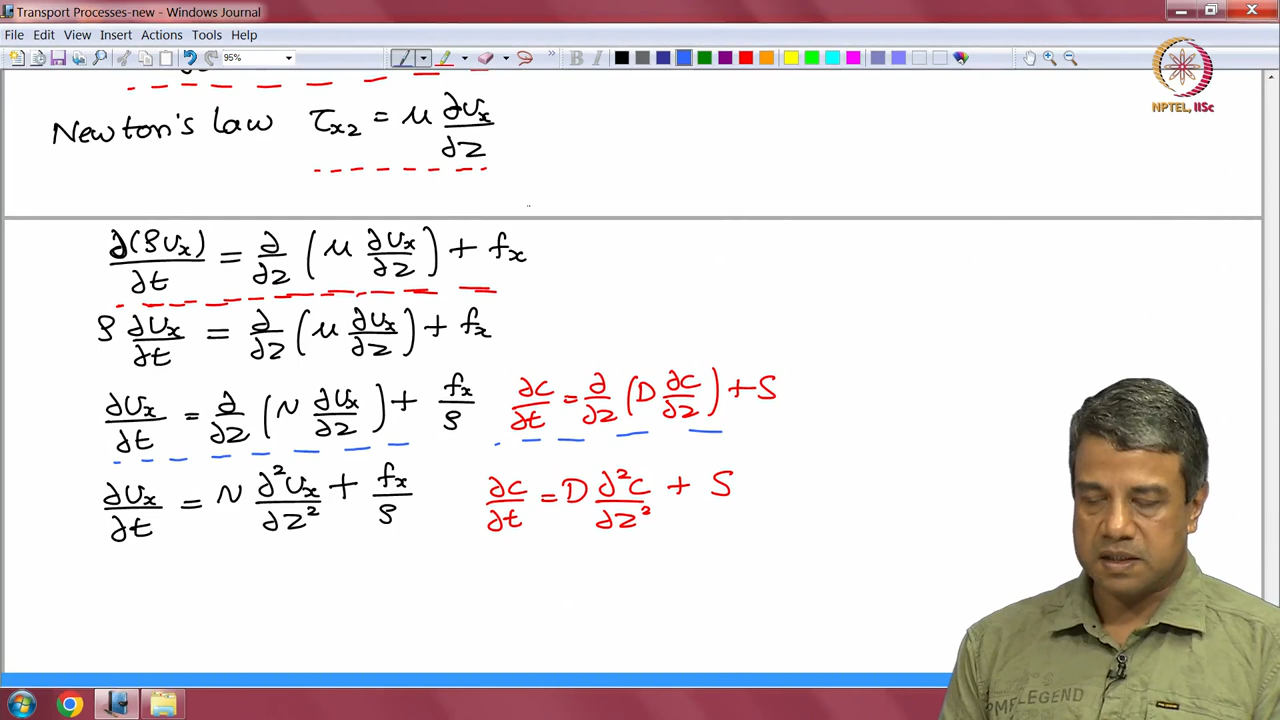 Transport Processes-new - Windows Journal
File Edit View Insert Actions Tools Help
95%
B I
NPTEL, IISc
Newton's law τxz = μ ∂ux/∂z
∂(ρux)/∂t = ∂/∂z (μ ∂ux/∂z) + fx
ρ ∂ux/∂t = ∂/∂z (μ ∂ux/∂z) + fx
∂ux/∂t = ∂/∂z (ν ∂ux/∂z) + fx/ρ ∂c/∂t = ∂/∂z (D ∂c/∂z) + S
∂ux/∂t = ν ∂²ux/∂z² + fx/ρ ∂c/∂t = D ∂²c/∂z² + S